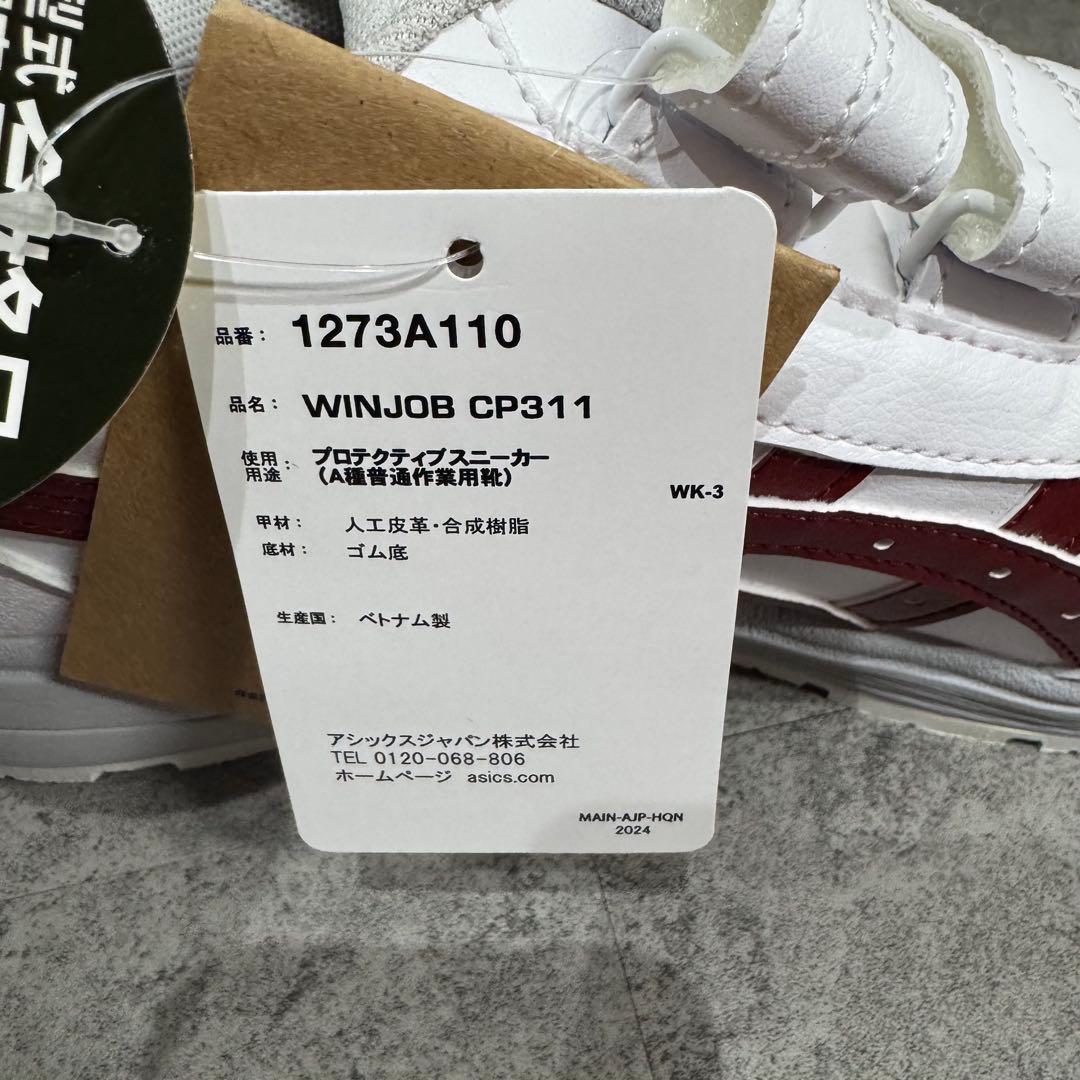 品番： 1273A110
品名： WINJOB CP311
使用用途： プロテクティブスニーカー
（A種普通作業用靴）
WK-3
甲材： 人工皮革・合成樹脂
底材： ゴム底
生産国： ベトナム製
アシックスジャパン株式会社
TEL 0120-068-806
ホームページ asics.com
MAIN-AJP-HQN
2024